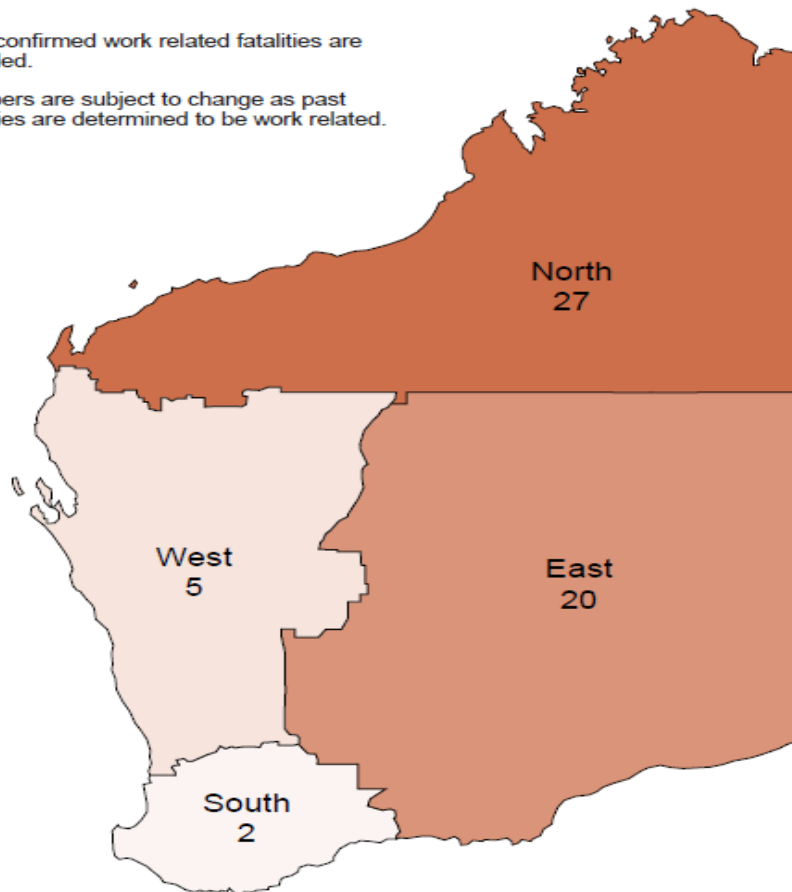 confirmed work related fatalities are
ed.
ers are subject to change as past
ies are determined to be work related.
North
27
West
5
East
20
South
2